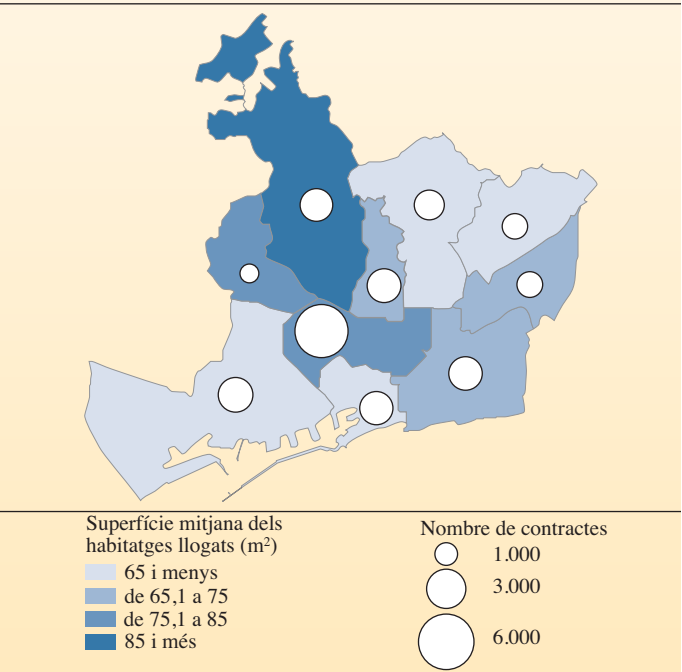 Superfície mitjana dels
habitatges llogats (m²)
65 i menys
de 65,1 a 75
de 75,1 a 85
85 i més
Nombre de contractes
1.000
3.000
6.000